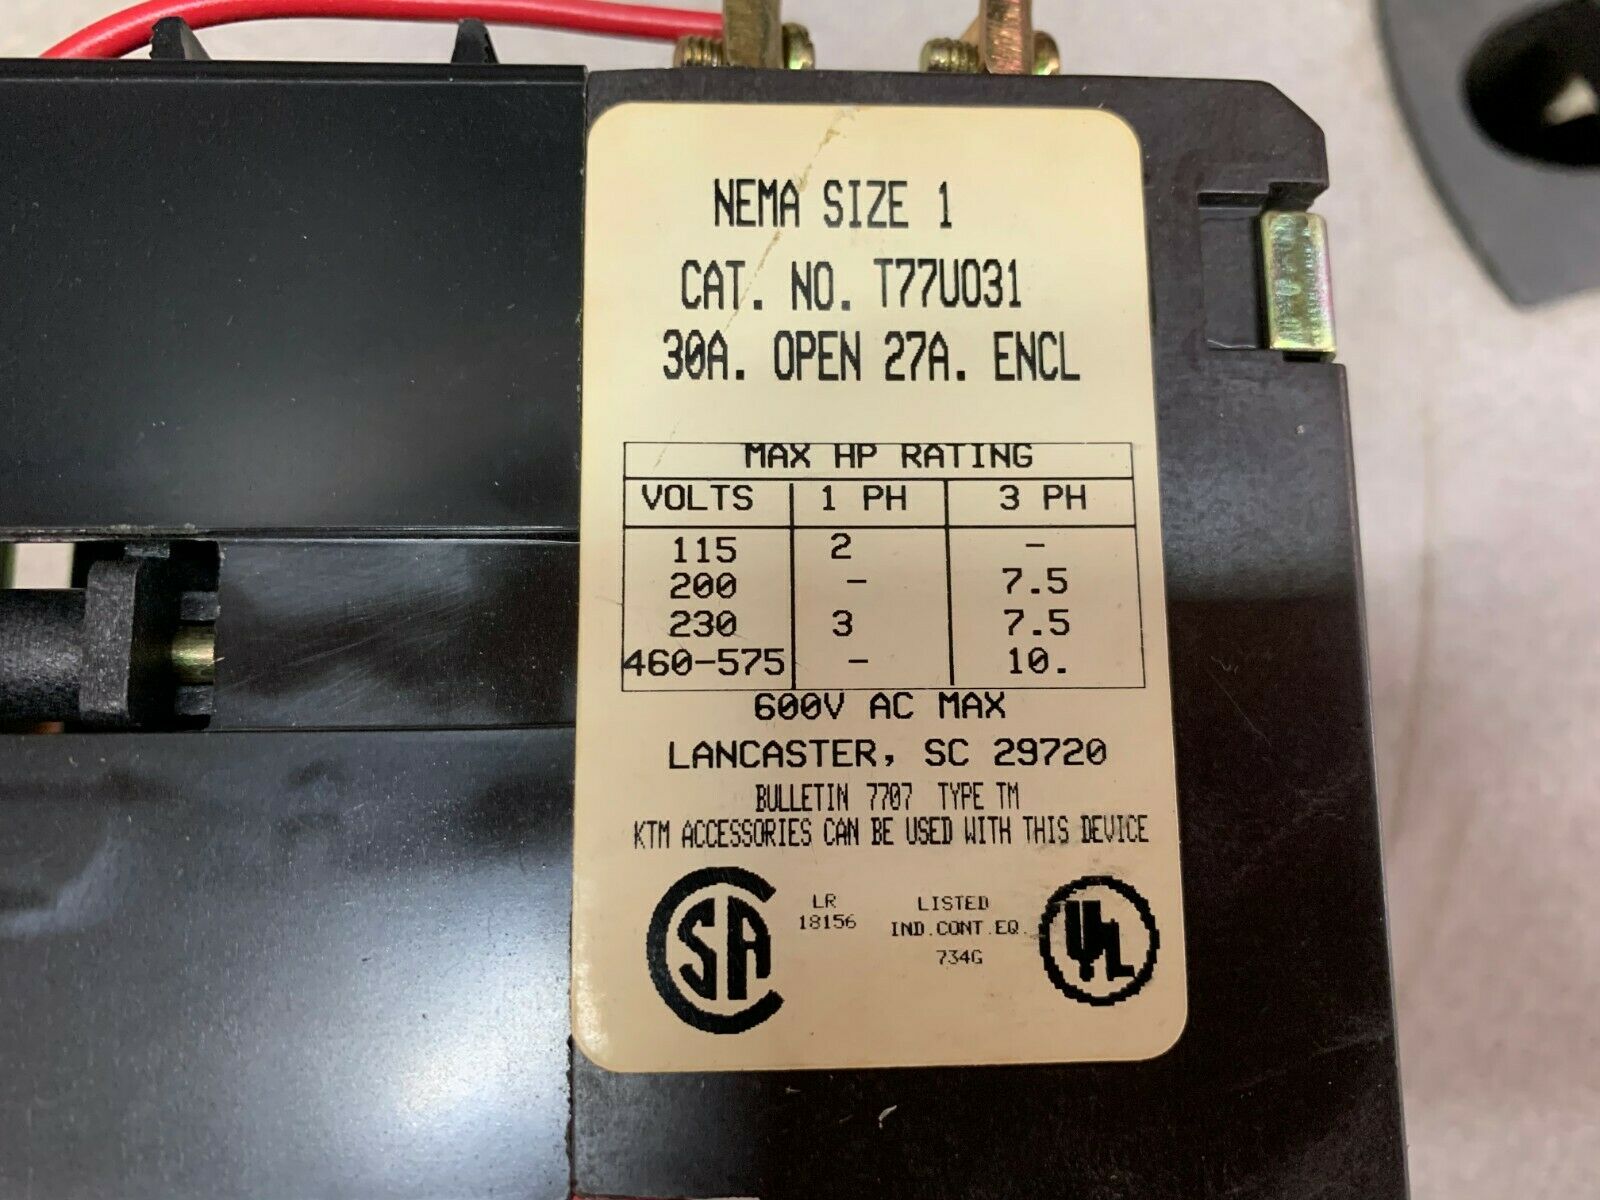 NEMA SIZE 1
CAT. NO. T77U031
30A. OPEN 27A. ENCL
MAX HP RATING
VOLTS 1 PH 3 PH
115 2 -
200 - 7.5
230 3 7.5
460-575 - 10.
600V AC MAX
LANCASTER, SC 29720
BULLETIN 7707 TYPE TM
KTM ACCESSORIES CAN BE USED WITH THIS DEVICE
SA
LR
18156
LISTED
IND.CONT.EQ.
734G
UL